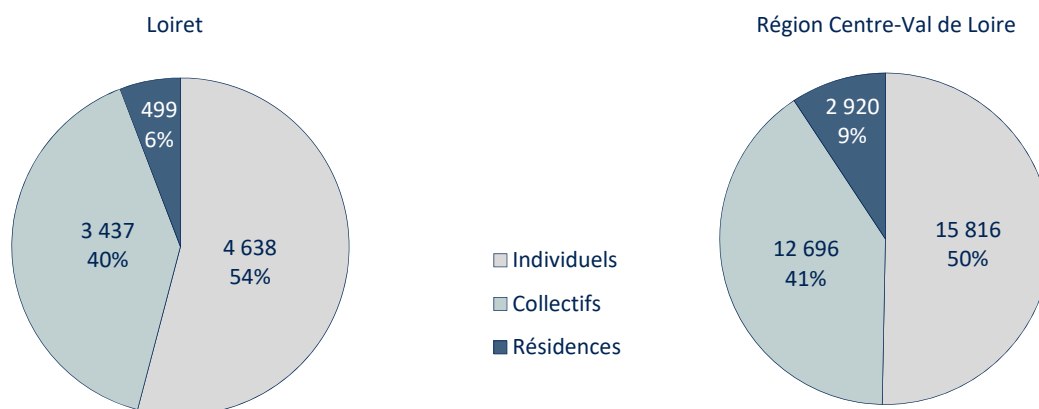 Loiret
499
6%
3 437
40%
4 638
54%
Individuels
Collectifs
Résidences
Région Centre-Val de Loire
2 920
9%
12 696
41%
15 816
50%